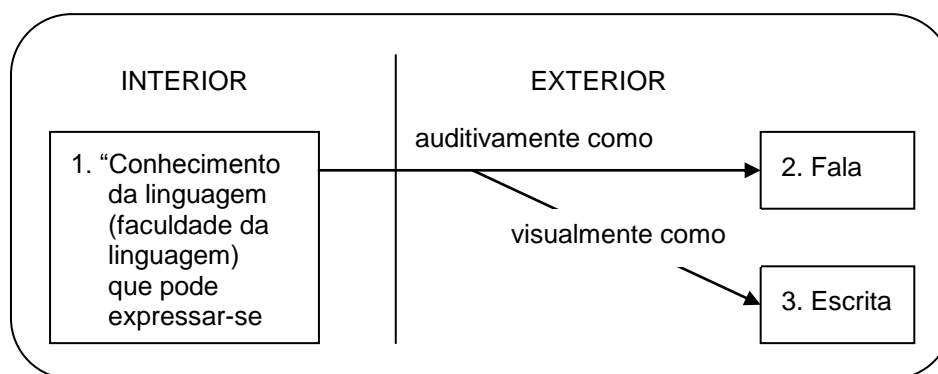 INTERIOR
EXTERIOR
1. “Conhecimento
da linguagem
(faculdade da
linguagem)
que pode
expressar-se
auditivamente como
2. Fala
visualmente como
3. Escrita